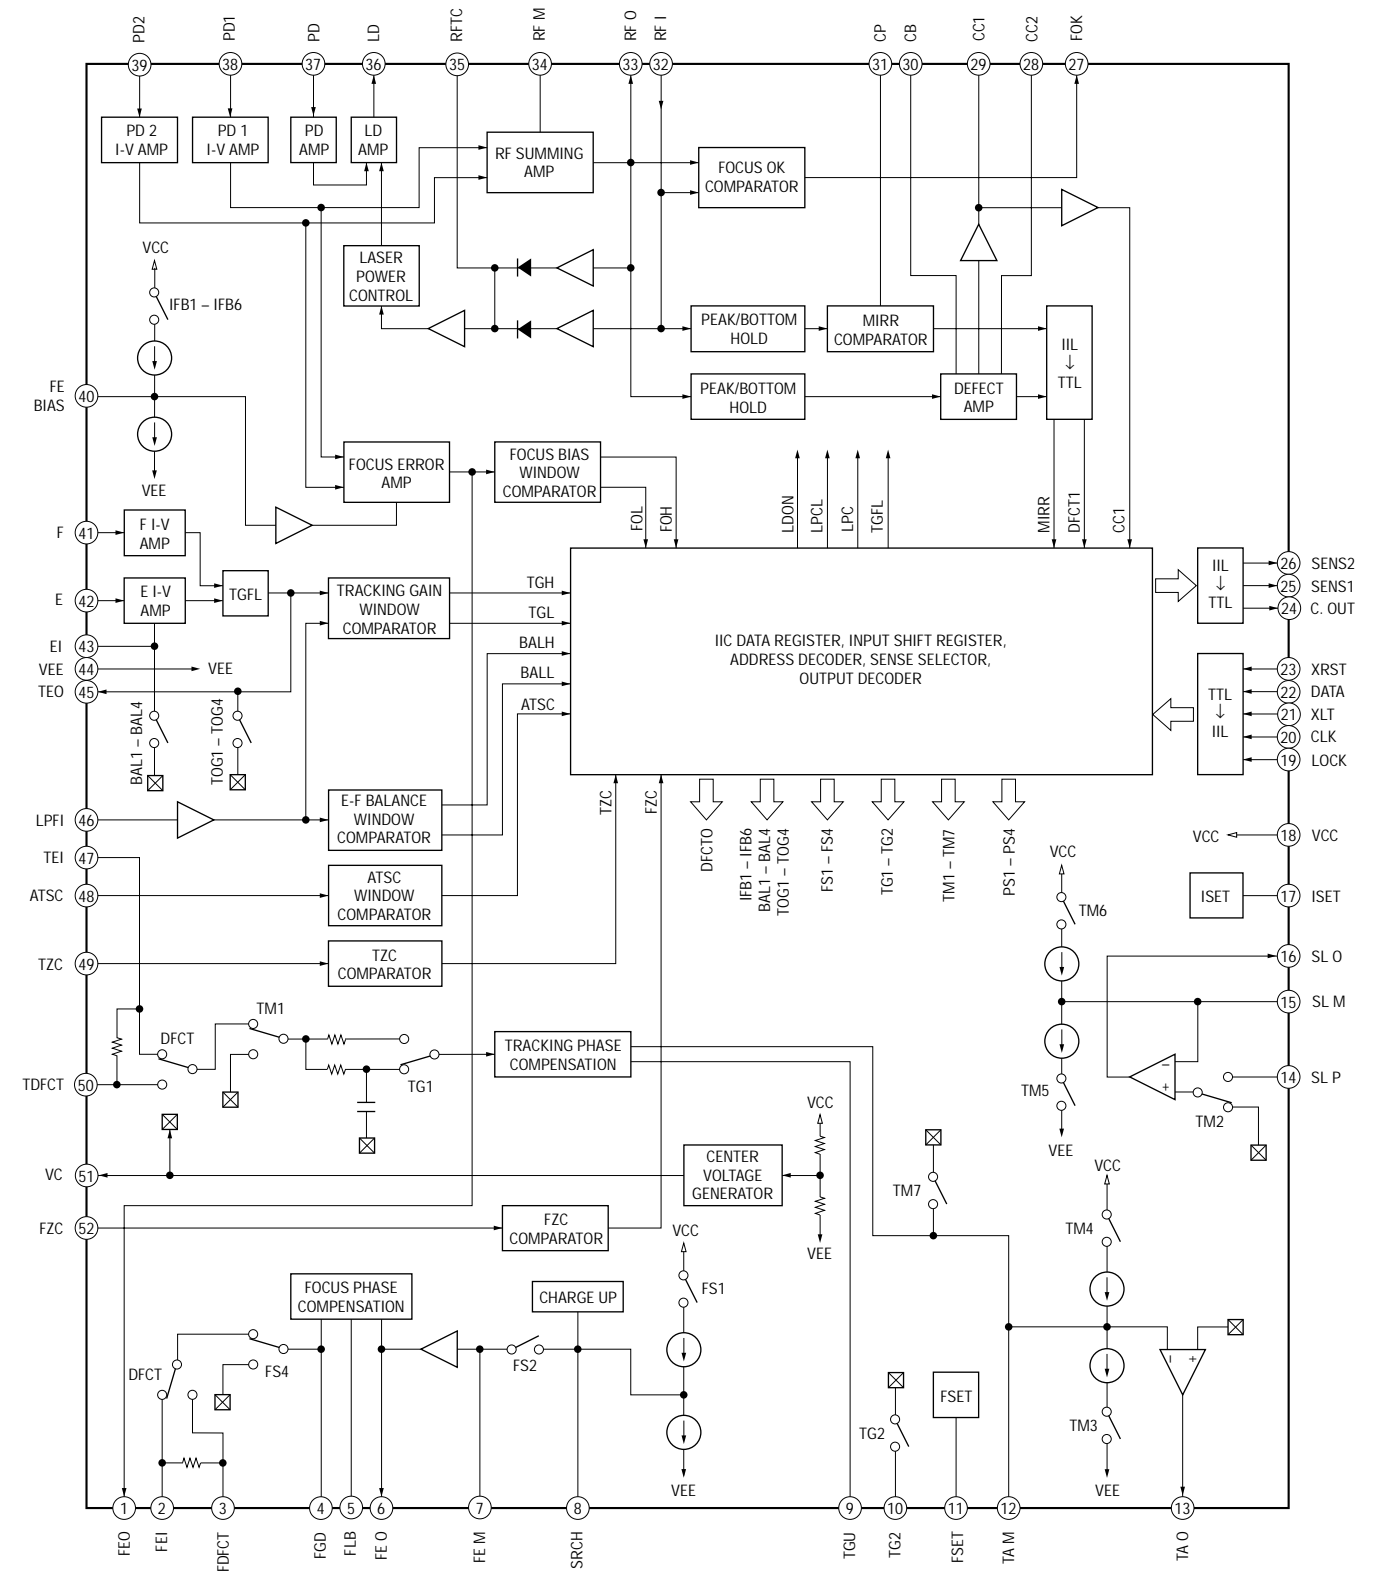 PD2
PD1
PD
LD
RFTC
RF M
RF O
RF I
CP
CB
CC1
CC2
FOK
39
38
37
36
35
34
33
32
31
30
29
28
27
PD 2
I-V AMP
PD 1
I-V AMP
PD
AMP
LD
AMP
RF SUMMING
AMP
FOCUS OK
COMPARATOR
VCC
IFB1 – IFB6
LASER
POWER
CONTROL
PEAK/BOTTOM
HOLD
MIRR
COMPARATOR
IIL
↓
TTL
PEAK/BOTTOM
HOLD
DEFECT
AMP
FE
BIAS
40
VEE
FOCUS ERROR
AMP
FOCUS BIAS
WINDOW
COMPARATOR
FOL
FOH
LDON
LPCL
LPC
TGFL
MIRR
DFCT1
CC1
F
41
F I-V
AMP
E
42
E I-V
AMP
TGFL
TRACKING GAIN
WINDOW
COMPARATOR
TGH
TGL
BALH
BALL
ATSC
IIC DATA REGISTER, INPUT SHIFT REGISTER,
ADDRESS DECODER, SENSE SELECTOR,
OUTPUT DECODER
IIL
↓
TTL
26
SENS2
25
SENS1
24
C. OUT
EI
43
VEE
44
VEE
TEO
45
BAL1 – BAL4
TOG1 – TOG4
TTL
↓
IIL
23
XRST
22
DATA
21
XLT
20
CLK
19
LOCK
LPFI
46
E-F BALANCE
WINDOW
COMPARATOR
TZC
FZC
DFCTO
IFB1 – IFB6
BAL1 – BAL4
TOG1 – TOG4
FS1 – FS4
TG1 – TG2
TM1 – TM7
PS1 – PS4
VCC
18
VCC
TEI
47
ATSC
48
ATSC
WINDOW
COMPARATOR
VCC
TM6
ISET
17
ISET
TZC
49
TZC
COMPARATOR
16
SL O
15
SL M
DFCT
TM1
TG1
TRACKING PHASE
COMPENSATION
TDFCT
50
TM5
VEE
–
+
TM2
14
SL P
VC
51
CENTER
VOLTAGE
GENERATOR
VCC
VEE
TM7
VCC
TM4
FZC
52
FZC
COMPARATOR
VCC
FS1
FOCUS PHASE
COMPENSATION
CHARGE UP
DFCT
FS4
FS2
VEE
TG2
FSET
TM3
VEE
–
+
1
2
3
4
5
6
7
8
9
10
11
12
13
FEO
FEI
FDFCT
FGD
FLB
FE O
FE M
SRCH
TGU
TG2
FSET
TA M
TA O